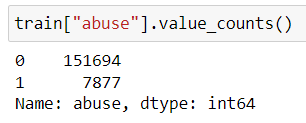 train["abuse"].value_counts()
0    151694
1      7877
Name: abuse, dtype: int64